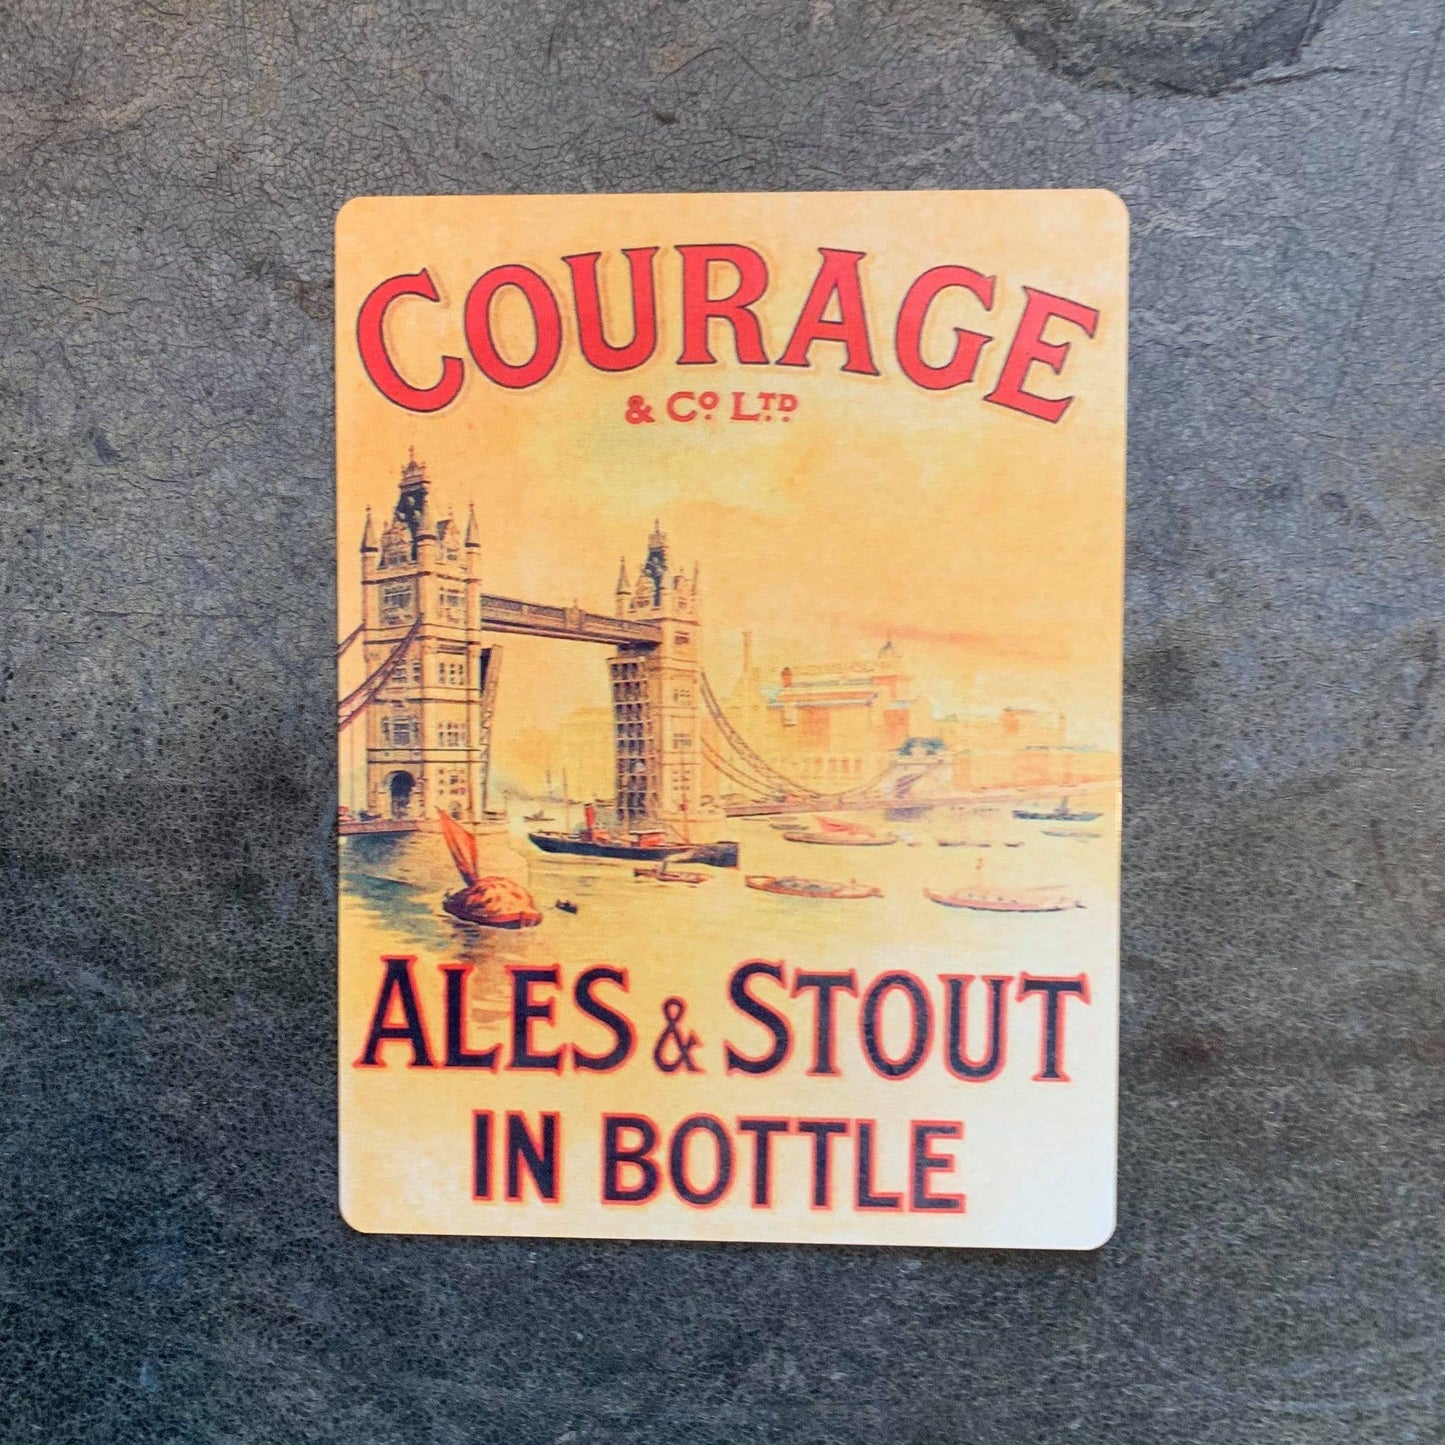 COURAGE
& Co. LTD.
ALES & STOUT
IN BOTTLE